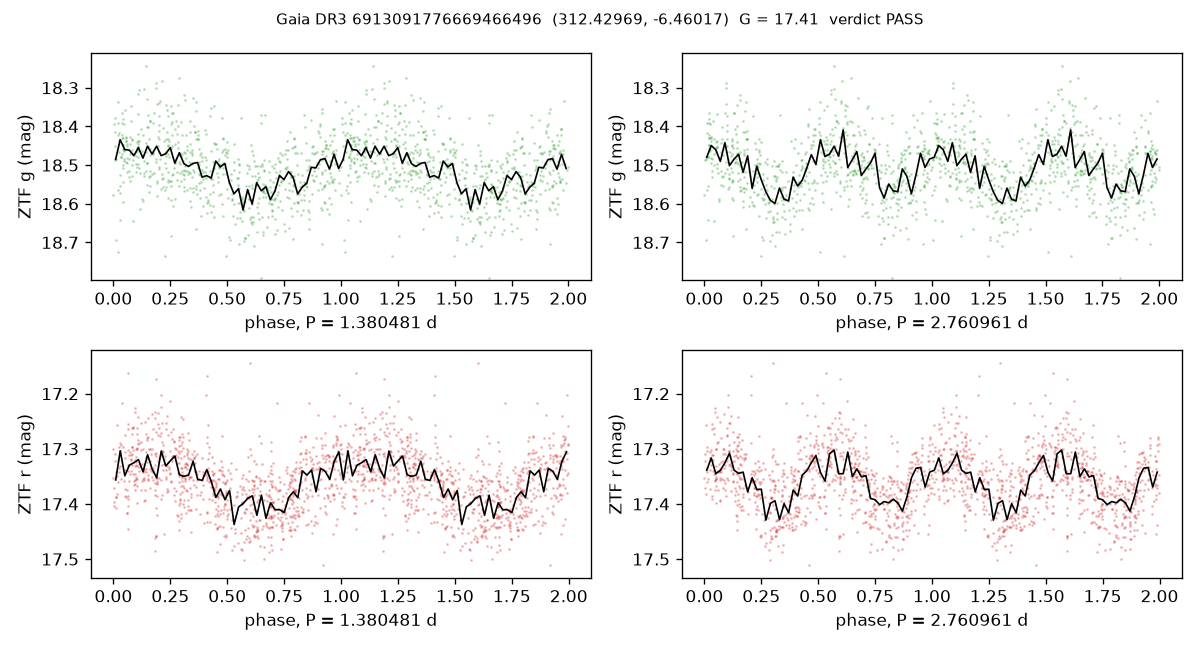 Gaia DR3 6913091776669466496 (312.42969, -6.46017) G = 17.41 verdict PASS
ZTF g (mag)
18.3
18.4
18.5
18.6
18.7
0.00 0.25 0.50 0.75 1.00 1.25 1.50 1.75 2.00
phase, P = 1.380481 d
ZTF g (mag)
18.3
18.4
18.5
18.6
18.7
0.00 0.25 0.50 0.75 1.00 1.25 1.50 1.75 2.00
phase, P = 2.760961 d
ZTF r (mag)
17.2
17.3
17.4
17.5
0.00 0.25 0.50 0.75 1.00 1.25 1.50 1.75 2.00
phase, P = 1.380481 d
ZTF r (mag)
17.2
17.3
17.4
17.5
0.00 0.25 0.50 0.75 1.00 1.25 1.50 1.75 2.00
phase, P = 2.760961 d